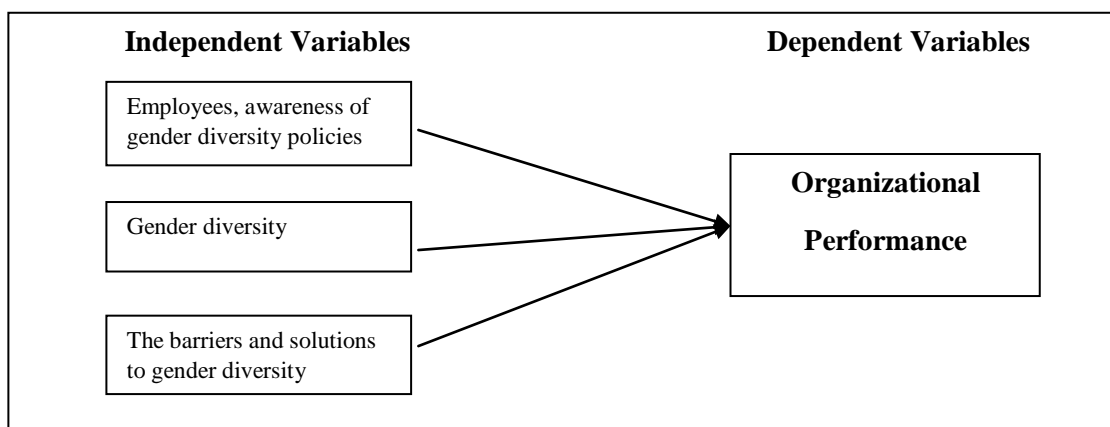 Independent Variables
Dependent Variables
Employees, awareness of
gender diversity policies
Gender diversity
The barriers and solutions
to gender diversity
Organizational
Performance